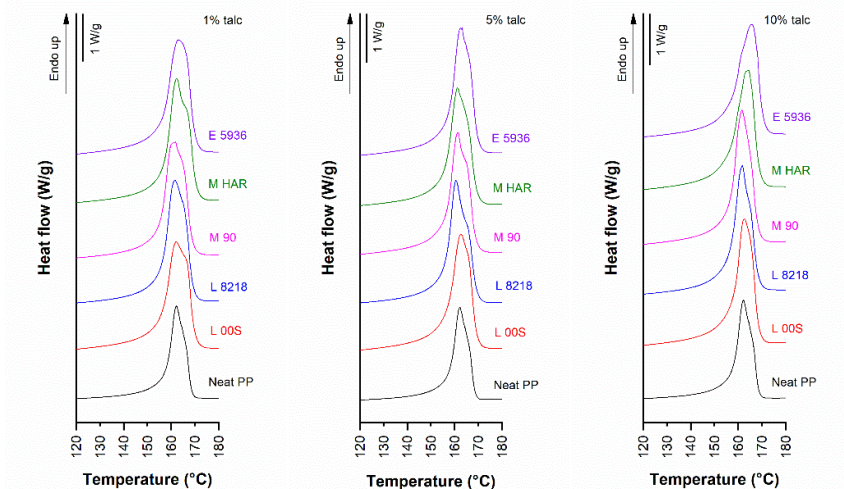 1% talc
Endo up
1 W/g
Heat flow (W/g)
E 5936
M HAR
M 90
L 8218
L 00S
Neat PP
120 130 140 150 160 170 180
Temperature (°C)
5% talc
Endo up
1 W/g
Heat flow (W/g)
E 5936
M HAR
M 90
L 8218
L 00S
Neat PP
120 130 140 150 160 170 180
Temperature (°C)
10% talc
Endo up
1 W/g
Heat flow (W/g)
E 5936
M HAR
M 90
L 8218
L 00S
Neat PP
120 130 140 150 160 170 180
Temperature (°C)